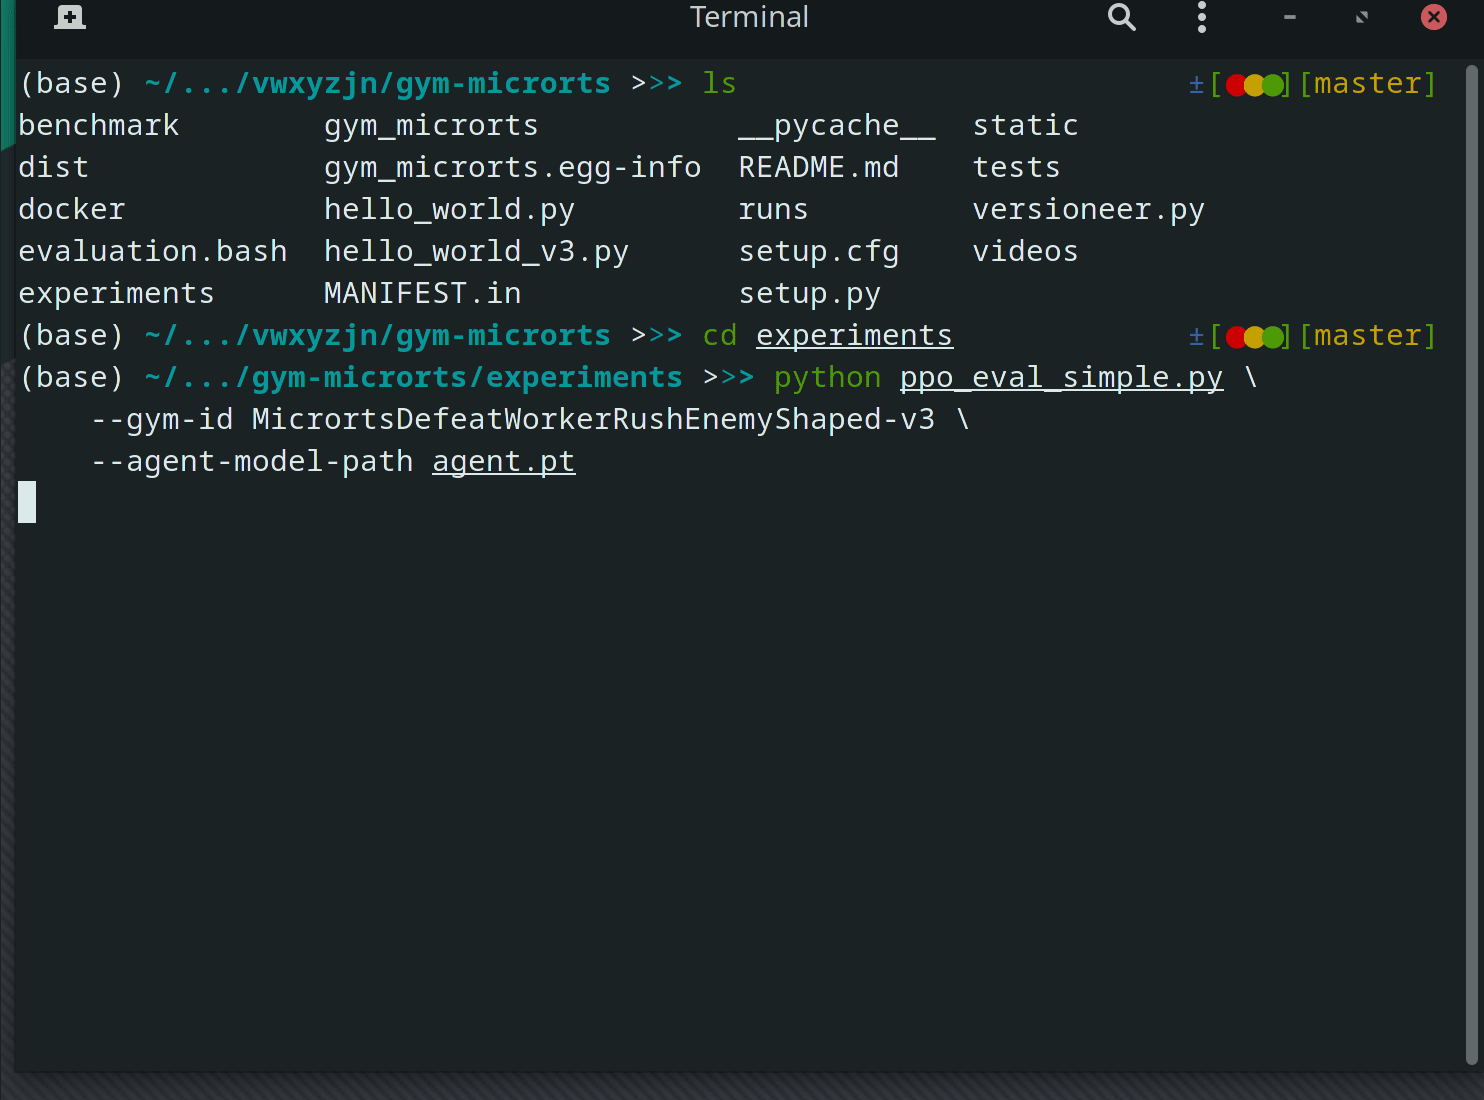 Terminal
(base) ~/.../vwxyzjn/gym-microrts >>> ls ±[●●●][master]
benchmark gym_microrts __pycache__ static
dist gym_microrts.egg-info README.md tests
docker hello_world.py runs versioneer.py
evaluation.bash hello_world_v3.py setup.cfg videos
experiments MANIFEST.in setup.py
(base) ~/.../vwxyzjn/gym-microrts >>> cd experiments ±[●●●][master]
(base) ~/.../gym-microrts/experiments >>> python ppo_eval_simple.py \
--gym-id MicrortsDefeatWorkerRushEnemyShaped-v3 \
--agent-model-path agent.pt